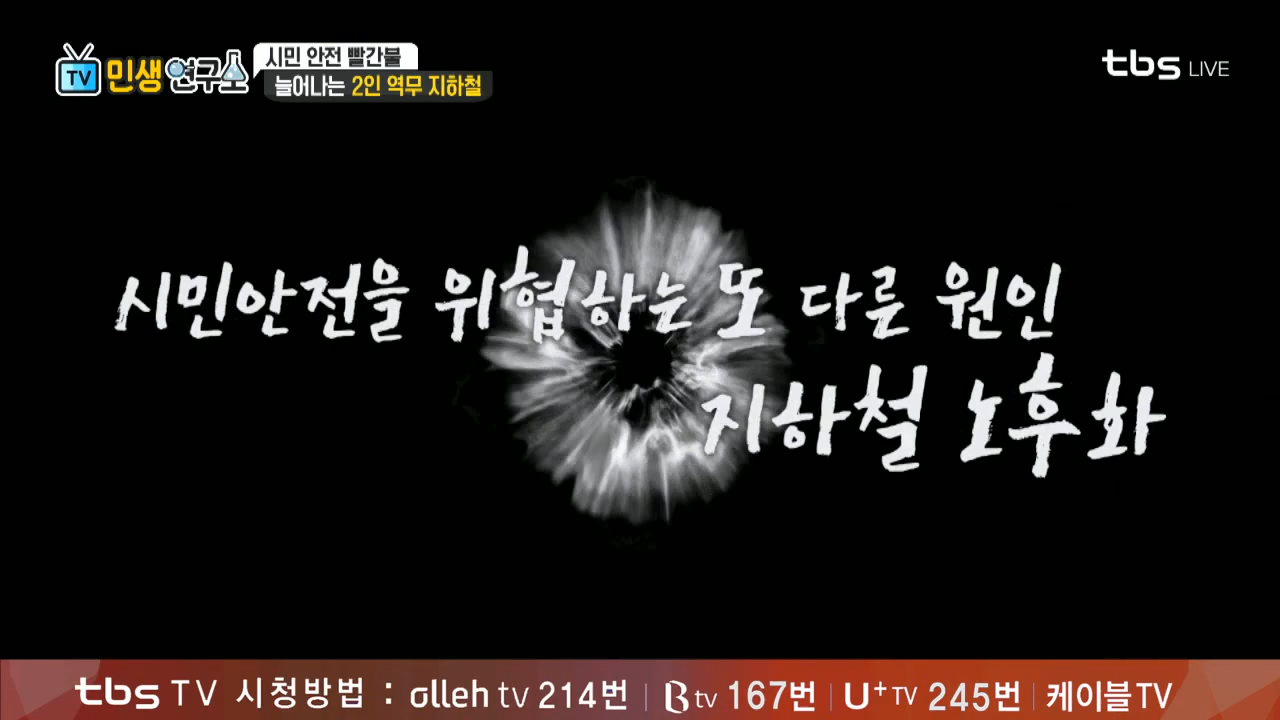 TV 민생연구소
시민 안전 빨간불
늘어나는 2인 역무 지하철
tbs LIVE
시민안전을 위협하는 또 다른 원인
지하철 노후화
tbs TV 시청방법 : olleh tv 214번 | B tv 167번 | U+TV 245번 | 케이블TV